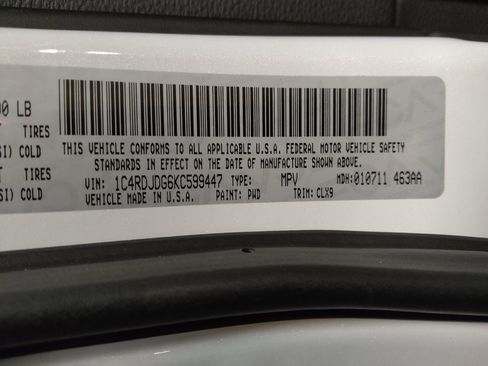 00 LB
TIRES
SI) COLD
TIRES
SI) COLD
THIS VEHICLE CONFORMS TO ALL APPLICABLE U.S.A. FEDERAL MOTOR VEHICLE SAFETY
STANDARDS IN EFFECT ON THE DATE OF MANUFACTURE SHOWN ABOVE.
VIN: 1C4RDJDG6KC599447 TYPE: MPV MDH:010711 463AA
VEHICLE MADE IN U.S.A. PAINT: PWD TRIM: CLX9